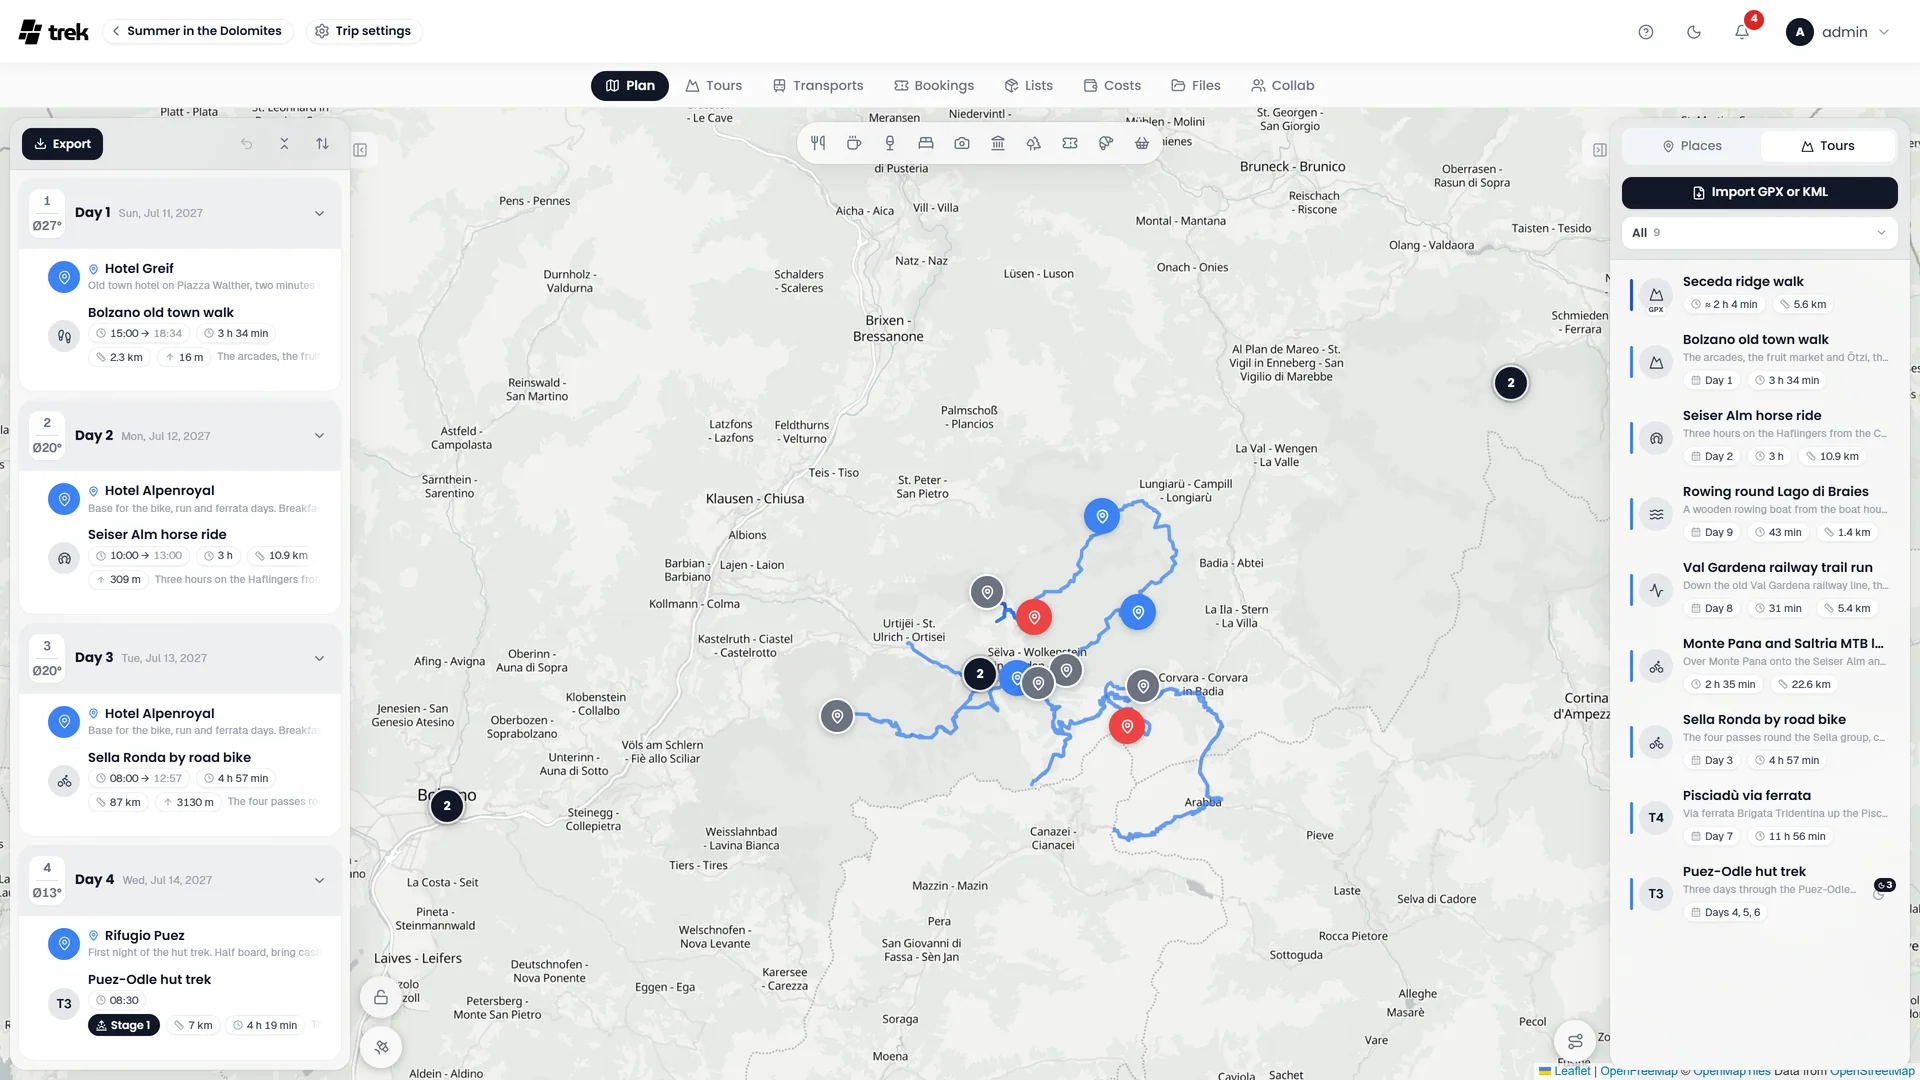 trek
Summer in the Dolomites
Trip settings
4
A
admin
Plan
Tours
Transports
Bookings
Lists
Costs
Files
Collab
Export
1
Ø27°
Day 1 Sun, Jul 11, 2027
Hotel Greif
Old town hotel on Piazza Walther, two minutes
Bolzano old town walk
15:00 → 18:34
3 h 34 min
2.3 km
16 m
The arcades, the fruit
2
Ø20°
Day 2 Mon, Jul 12, 2027
Hotel Alpenroyal
Base for the bike, run and ferrata days. Breakfa
Seiser Alm horse ride
10:00 → 13:00
3 h
10.9 km
309 m
Three hours on the Haflingers fro
3
Ø20°
Day 3 Tue, Jul 13, 2027
Hotel Alpenroyal
Base for the bike, run and ferrata days. Breakfa
Sella Ronda by road bike
08:00 → 12:57
4 h 57 min
87 km
3130 m
The four passes ro
4
Ø13°
Day 4 Wed, Jul 14, 2027
Rifugio Puez
First night of the hut trek. Half board, bring cas
Puez-Odle hut trek
T3
08:30
Stage 1
7 km
4 h 19 min
Platt - Plata
- Le Cave
Meransen
Niedervintl -
Mühlen - Molini
St. Georgen -
San Giorgio
di Pusteria
Bruneck - Brunico
Oberrasen -
Rasun di Sopra
Pens - Pennes
Aicha - Aica
Vill - Villa
Reischach
- Riscone
Montal - Mantana
Taisten - Tesido
Olang - Valdaora
Natz - Naz
Lüsen - Luson
Onach - Onies
Durnholz -
Valdurna
Schalders
- Scaleres
Schmieden
- Ferrara
Brixen -
Bressanone
Al Plan de Mareo - St.
Vigil in Enneberg - San
Vigilio di Marebbe
2
Reinswald -
San Martino
Palmschoß
- Plancios
Latzfons
- Lazfons
Feldthurns
- Velturno
Astfeld -
Campolasta
La Val - Wengen
- La Valle
Teis - Tiso
Sarnthein -
Sarentino
St. Peter -
San Pietro
Lungiarü - Campill
- Longiarù
Klausen - Chiusa
Albions
Barbian -
Barbiano
Lajen - Laion
Badia - Abtei
Kollmann - Colma
La Ila - Stern
- La Villa
Urtijëi - St.
Ulrich - Ortisei
Kastelruth - Ciastel
- Castelrotto
Sëlva - Wolkenstein
Afing - Avigna
Oberinn -
Auna di Sopra
2
Corvara - Corvara
in Badia
Klobenstein
- Collalbo
Cortina
d'Ampezz
Jenesien - San
Genesio Atesino
Oberbozen -
Soprabolzano
Völs am Schlern
- Fiè allo Sciliar
Unterinn -
Auna di Sotto
2
Steinegg -
Collepietra
Arabba
Weisslahnbad
- Lavina Bianca
Canazei -
Cianacei
Pieve
Tiers - Tires
La Costa - Seit
Mazzin - Mazin
Laste
Selva di Cadore
Pineta -
Steinmannwald
Pera
Welschnofen -
Nova Levante
San Giovanni di
Fassa - Sèn Jan
Rocca Pietore
Laives - Leifers
Sottoguda
Deutschnofen -
Nova Ponente
Karersee
- Carezza
Eggen - Ega
Alleghe
Masarè
Petersberg -
Monte San Pietro
Soraga
Pecol
Vare
Moena
Aldein - Aldino
Caviola
Sachet
Places
Tours
Import GPX or KML
All 9
Seceda ridge walk
GPX
≈ 2 h 4 min
5.6 km
Bolzano old town walk
The arcades, the fruit market and Ötzi, th...
Day 1
3 h 34 min
Seiser Alm horse ride
Three hours on the Haflingers from the C...
Day 2
3 h
10.9 km
Rowing round Lago di Braies
A wooden rowing boat from the boat hou...
Day 9
43 min
1.4 km
Val Gardena railway trail run
Down the old Val Gardena railway line, th...
Day 8
31 min
5.4 km
Monte Pana and Saltria MTB l...
Over Monte Pana onto the Seiser Alm an...
2 h 35 min
22.6 km
Sella Ronda by road bike
The four passes round the Sella group, c...
Day 3
4 h 57 min
Pisciadù via ferrata
T4
Via ferrata Brigata Tridentina up the Pisc...
Day 7
11 h 56 min
Puez-Odle hut trek
T3
Three days through the Puez-Odle...
3
Days 4, 5, 6
Leaflet | OpenFreeMap © OpenMapTiles Data from OpenStreetMap